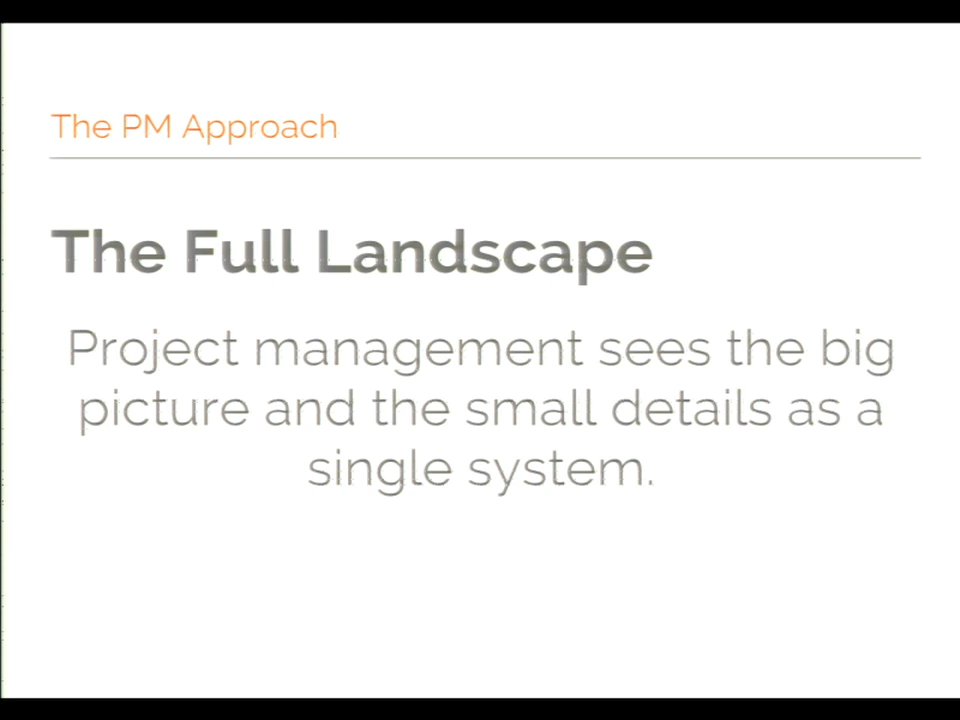 The PM Approach
The Full Landscape
Project management sees the big
picture and the small details as a
single system.